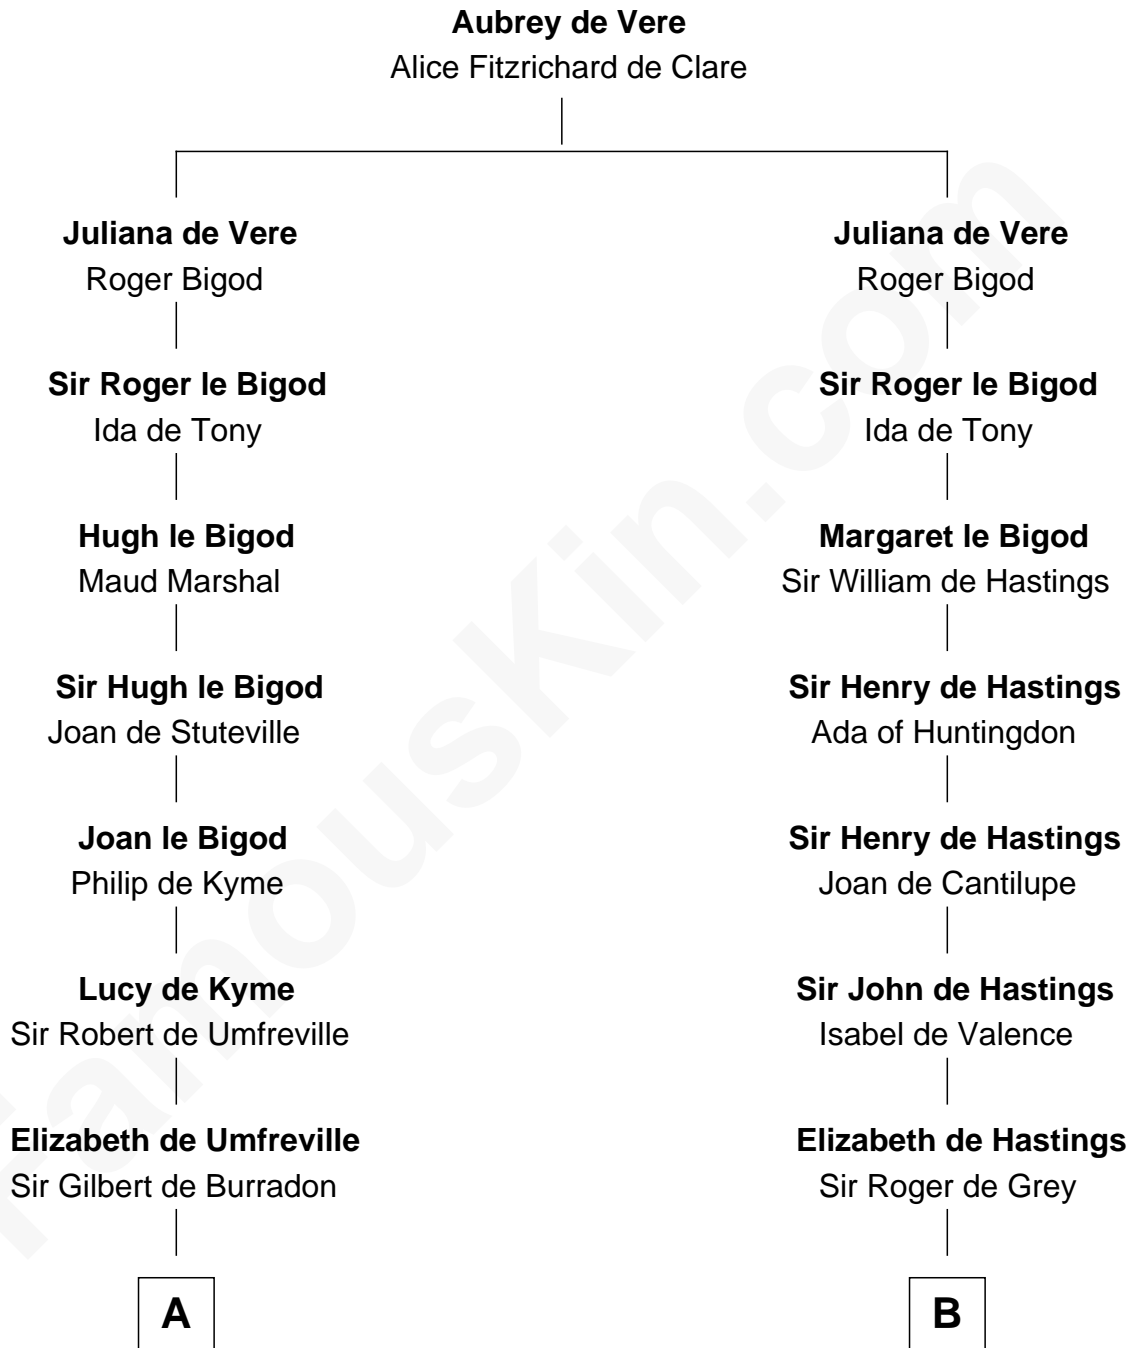 Aubrey de Vere
Alice Fitzrichard de Clare
Juliana de Vere
Roger Bigod
Sir Roger le Bigod
Ida de Tony
Hugh le Bigod
Maud Marshal
Sir Hugh le Bigod
Joan de Stuteville
Joan le Bigod
Philip de Kyme
Lucy de Kyme
Sir Robert de Umfreville
Elizabeth de Umfreville
Sir Gilbert de Burradon
A
Juliana de Vere
Roger Bigod
Sir Roger le Bigod
Ida de Tony
Margaret le Bigod
Sir William de Hastings
Sir Henry de Hastings
Ada of Huntingdon
Sir Henry de Hastings
Joan de Cantilupe
Sir John de Hastings
Isabel de Valence
Elizabeth de Hastings
Sir Roger de Grey
B
FamousKin.com